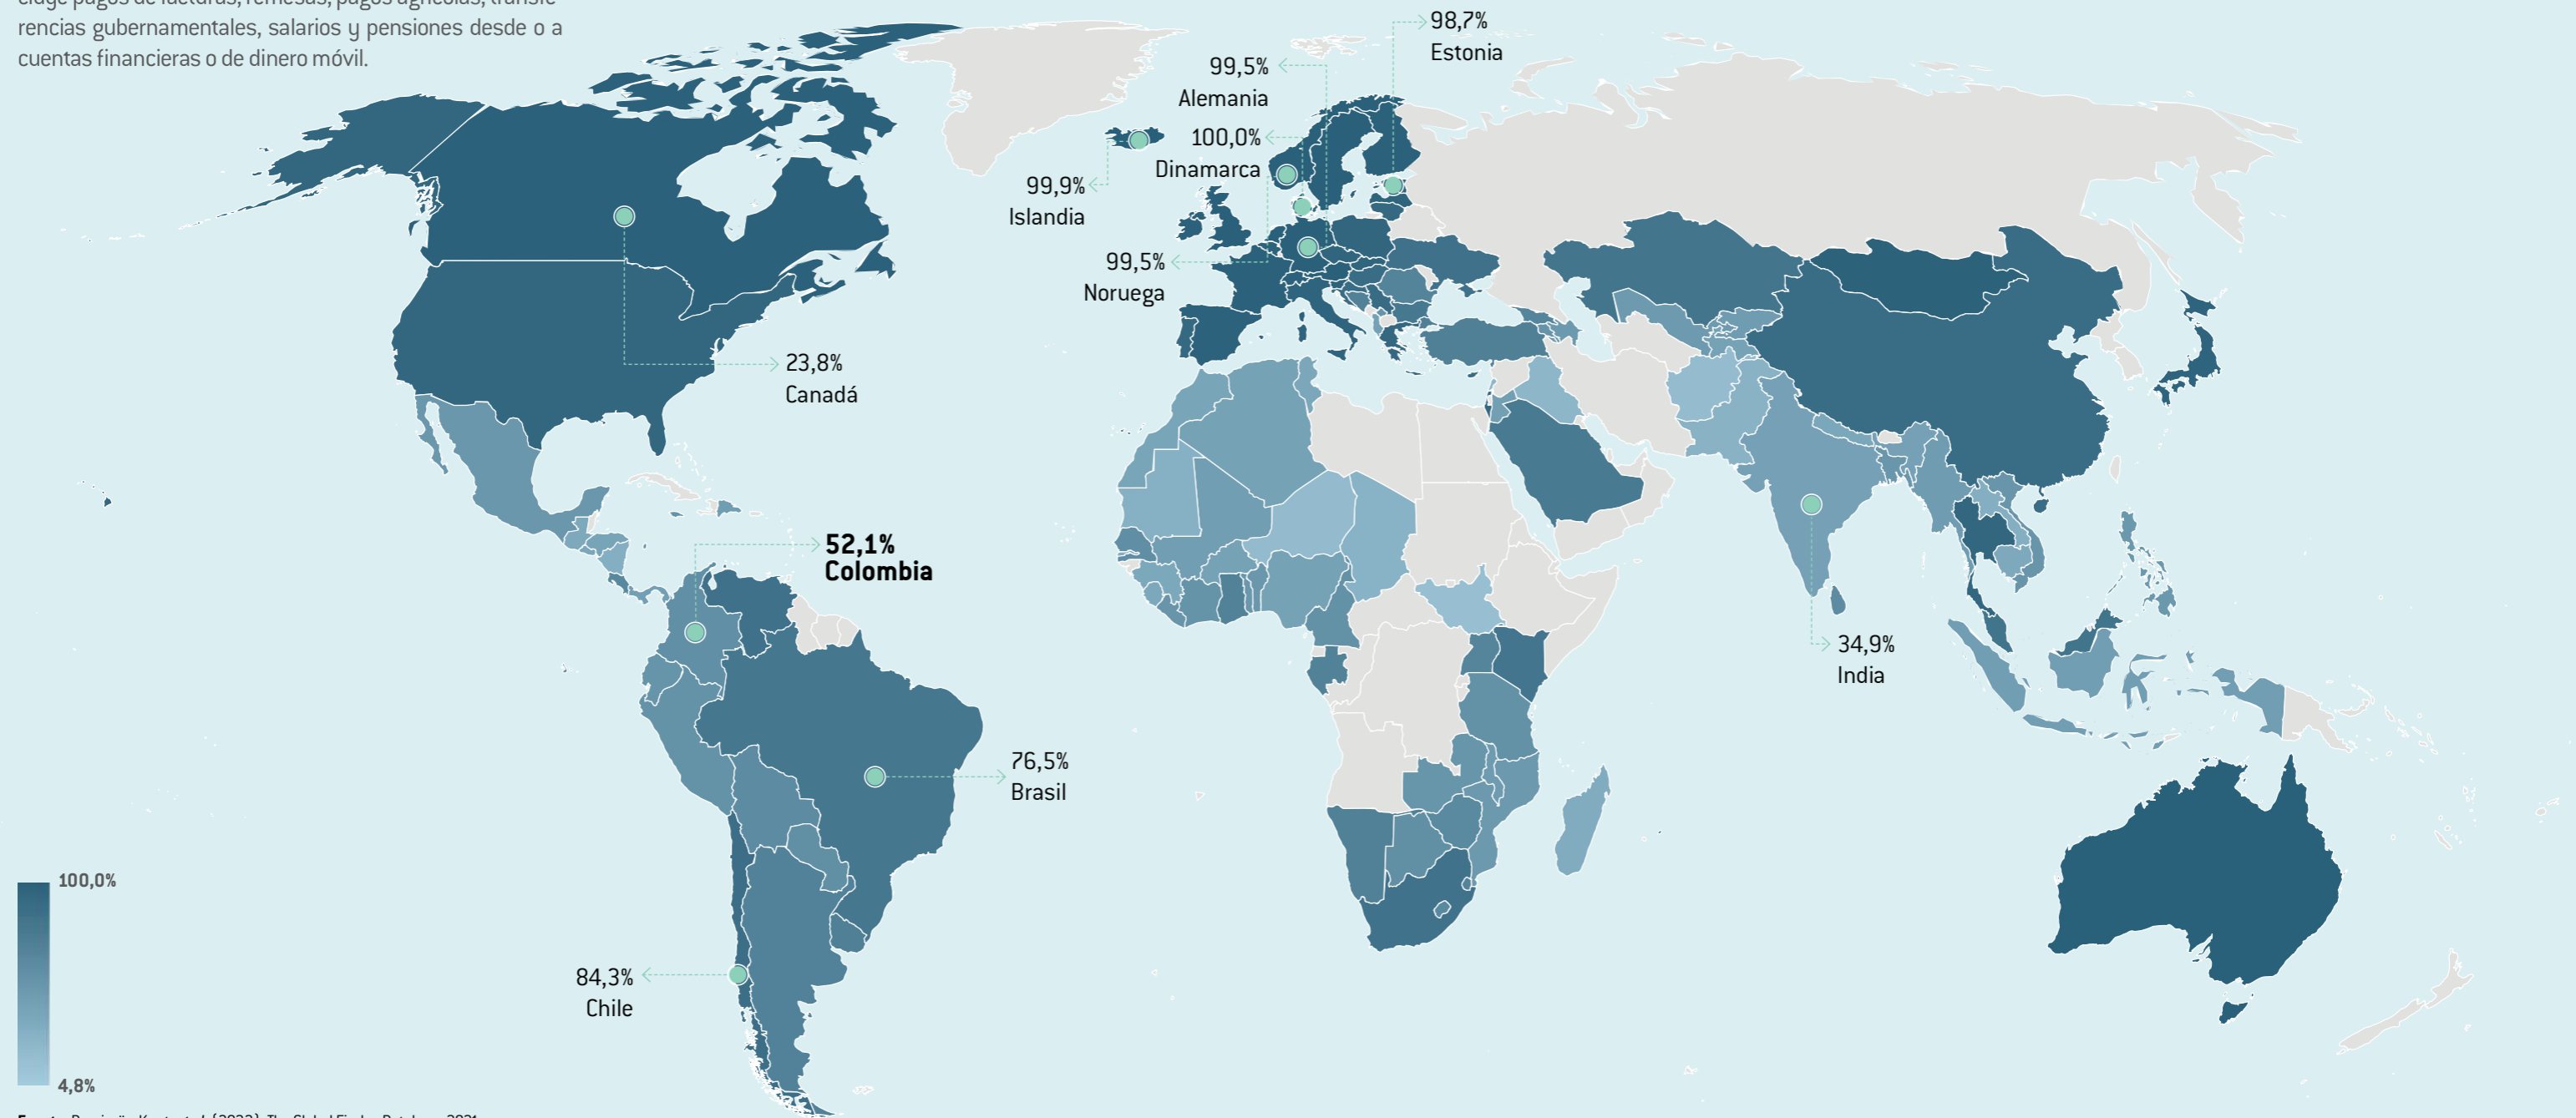 rencias gubernamentales, salarios y pensiones desde o a
cuentas financieras o de dinero móvil.
98,7%
Estonia
99,5%
Alemania
100,0%
Dinamarca
99,9%
Islandia
99,5%
Noruega
23,8%
Canadá
52,1%
Colombia
34,9%
India
76,5%
Brasil
84,3%
Chile
100,0%
4,8%